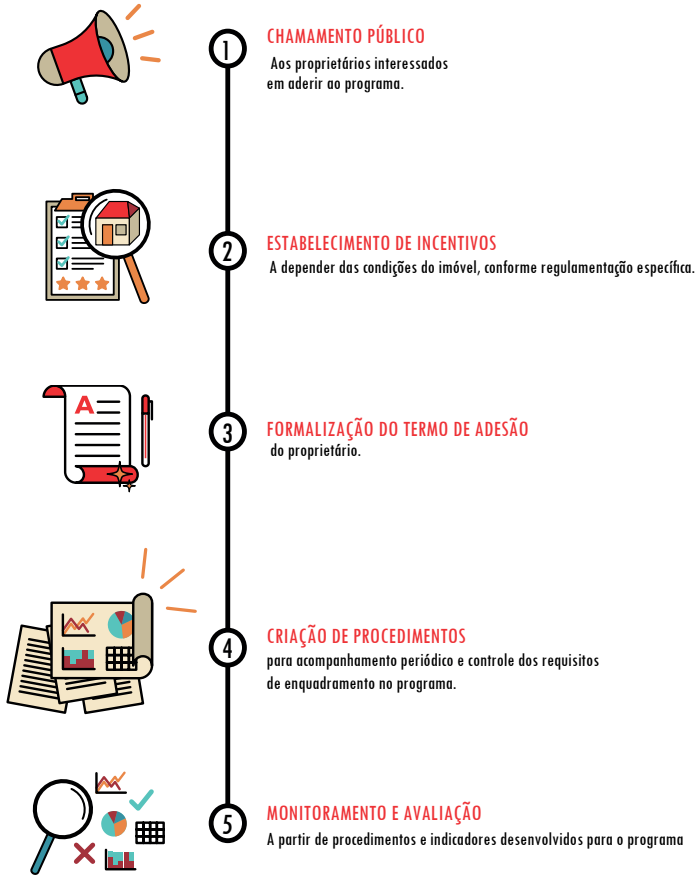 1
CHAMAMENTO PÚBLICO
Aos proprietários interessados
em aderir ao programa.
2
ESTABELECIMENTO DE INCENTIVOS
A depender das condições do imóvel, conforme regulamentação específica.
A
3
FORMALIZAÇÃO DO TERMO DE ADESÃO
do proprietário.
4
CRIAÇÃO DE PROCEDIMENTOS
para acompanhamento periódico e controle dos requisitos
de enquadramento no programa.
5
MONITORAMENTO E AVALIAÇÃO
A partir de procedimentos e indicadores desenvolvidos para o programa